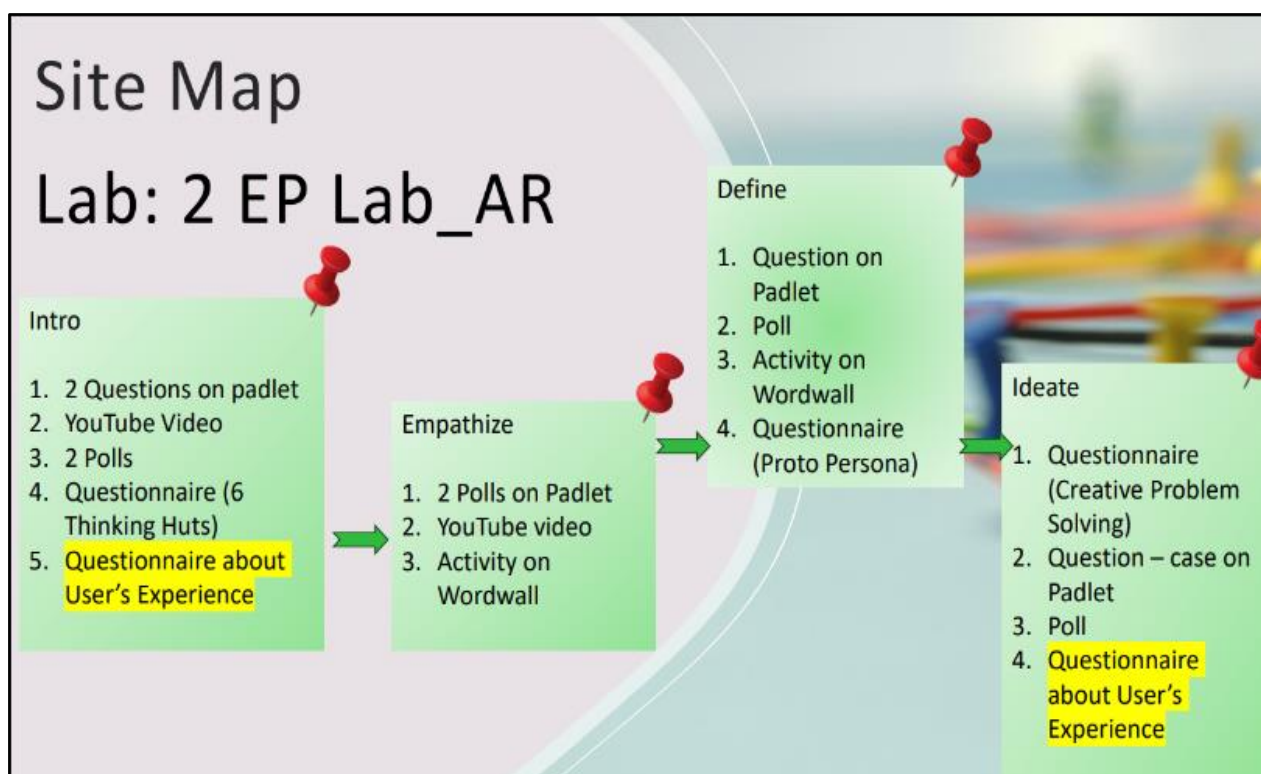 Site Map
Lab: 2 EP Lab_AR
Intro
1. 2 Questions on padlet
2. YouTube Video
3. 2 Polls
4. Questionnaire (6
Thinking Huts)
5. Questionnaire about
User’s Experience
Empathize
1. 2 Polls on Padlet
2. YouTube video
3. Activity on
Wordwall
Define
1. Question on
Padlet
2. Poll
3. Activity on
Wordwall
4. Questionnaire
(Proto Persona)
Ideate
1. Questionnaire
(Creative Problem
Solving)
2. Question – case on
Padlet
3. Poll
4. Questionnaire
about User’s
Experience